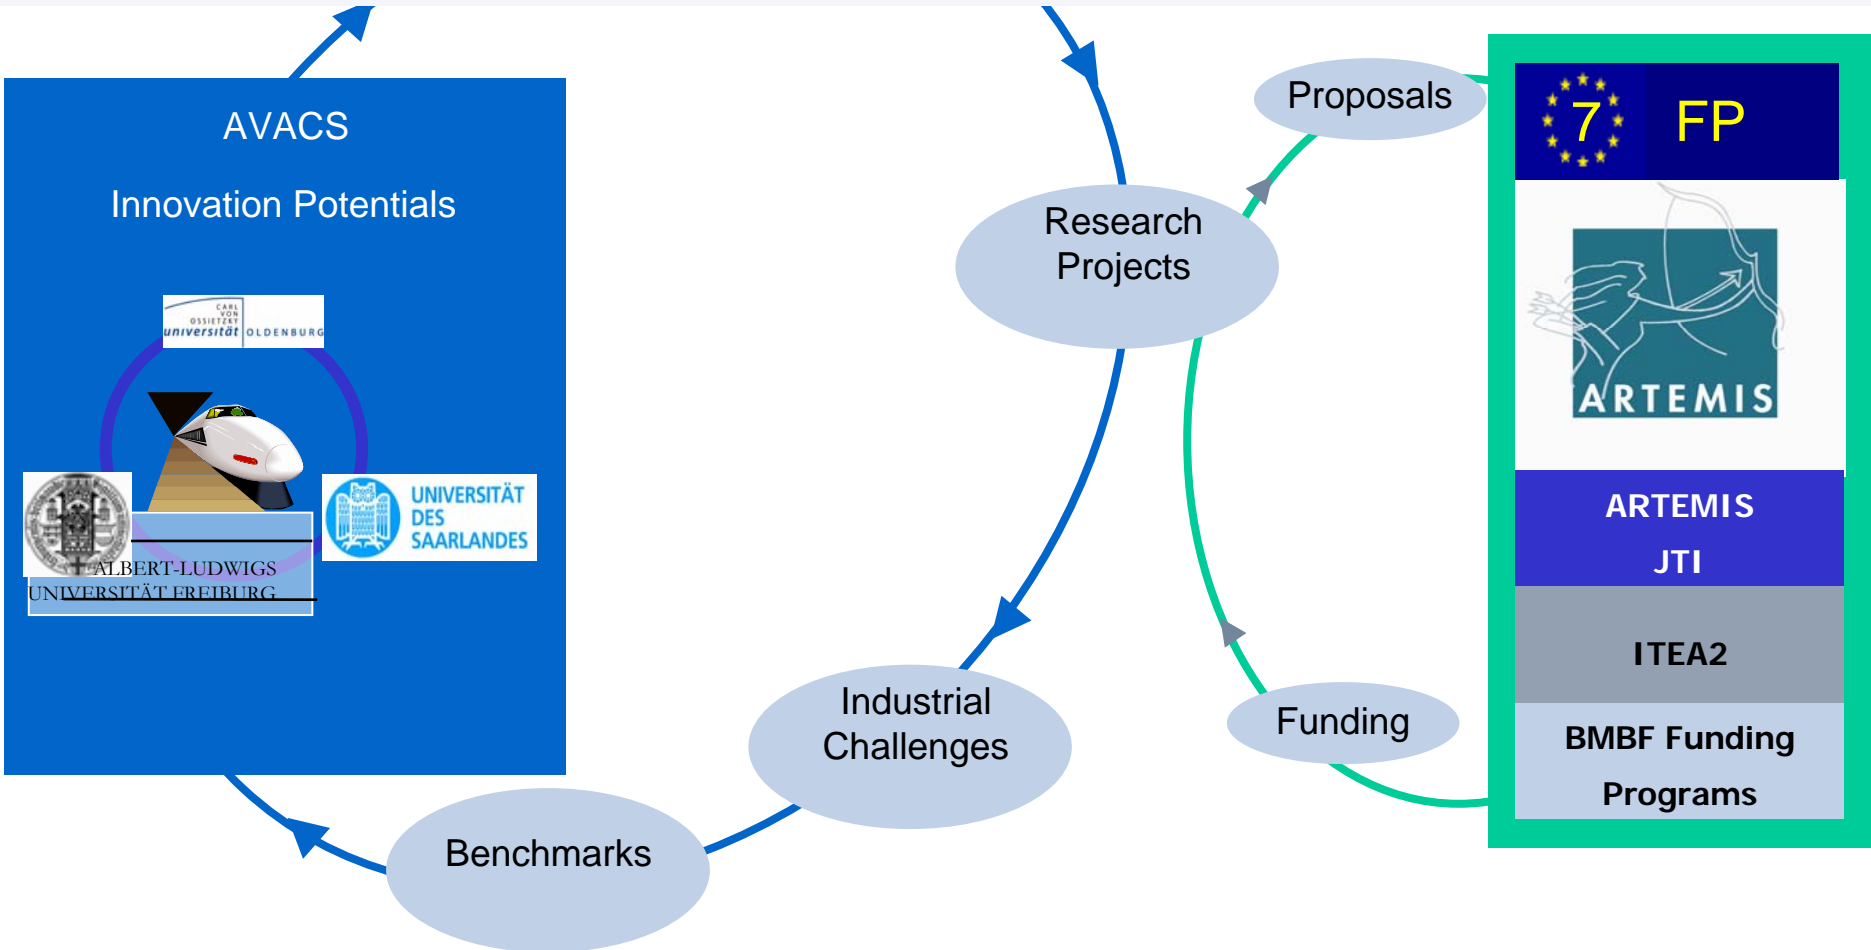 AVACS
Innovation Potentials
CARL
VON
OSSIETZKY
universität OLDENBURG
UNIVERSITÄT
DES
SAARLANDES
ALBERT-LUDWIGS
UNIVERSITÄT FREIBURG
Benchmarks
Industrial
Challenges
Research
Projects
Proposals
Funding
7 FP
ARTEMIS
ARTEMIS
JTI
ITEA2
BMBF Funding
Programs